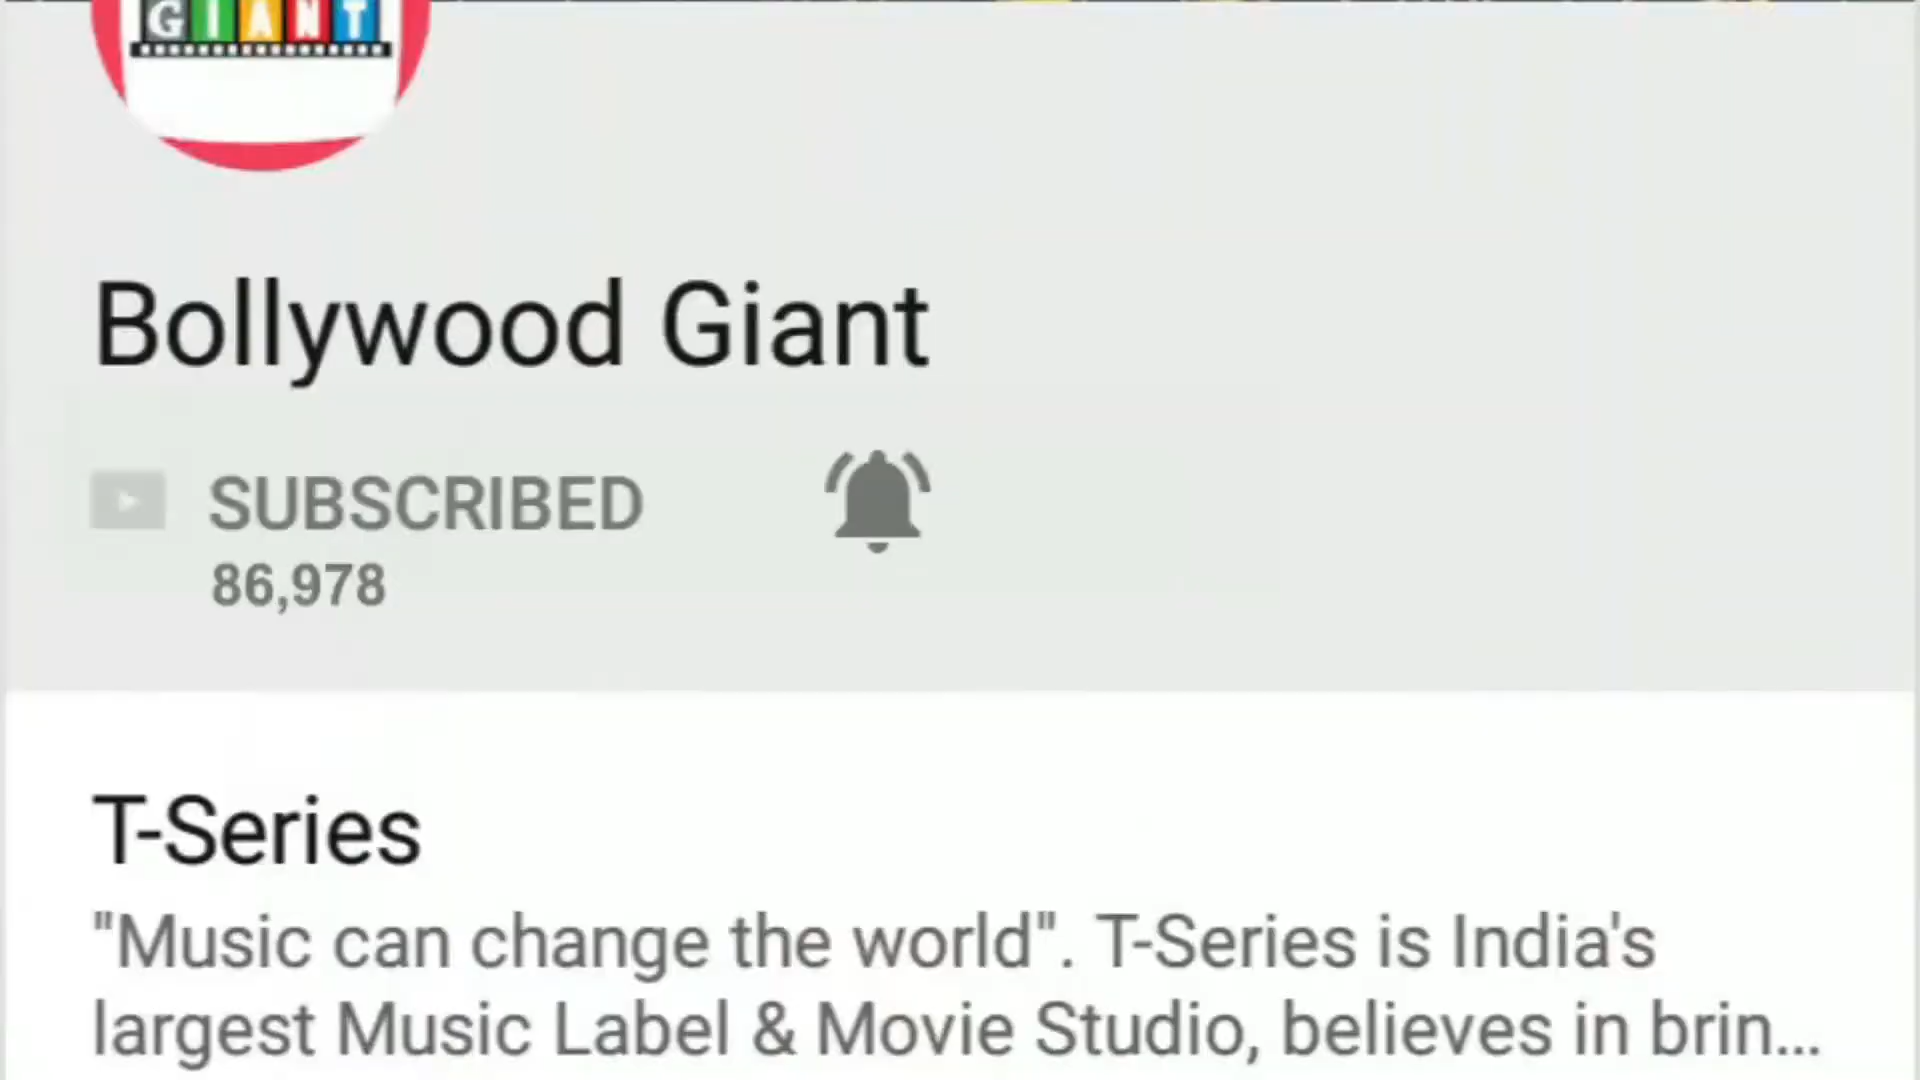 GIANT
Bollywood Giant
SUBSCRIBED
86,978
T-Series
"Music can change the world". T-Series is India's
largest Music Label & Movie Studio, believes in brin...